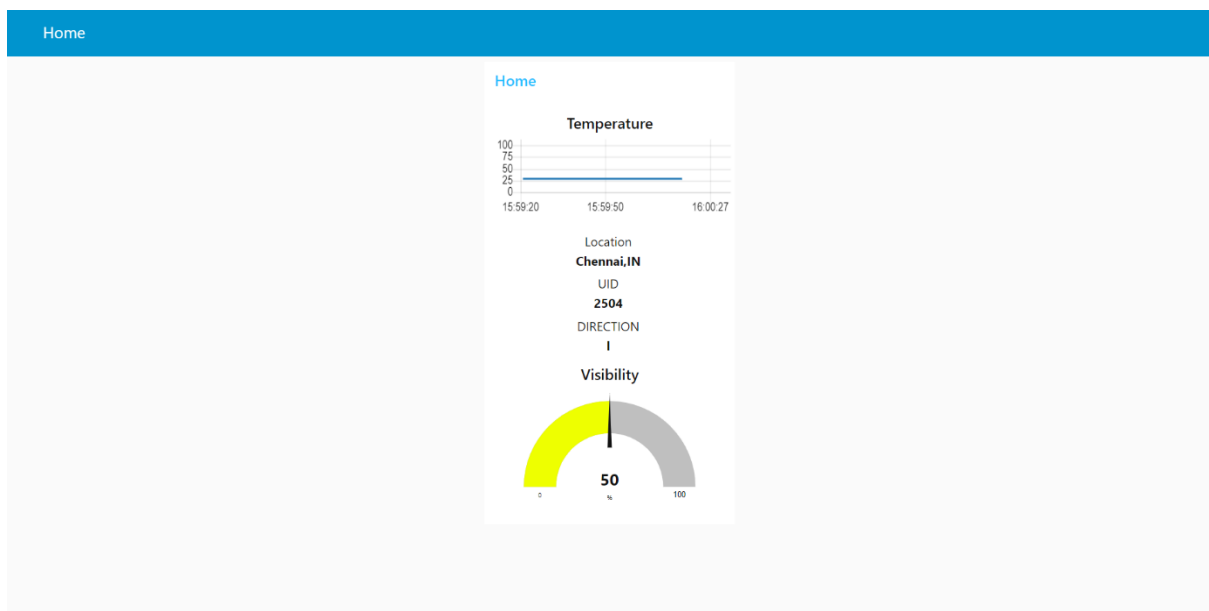 Home
Home
Temperature
100
75
50
25
0
15:59:20 15:59:50 16:00:27
Location
Chennai,IN
UID
2504
DIRECTION
l
Visibility
50
0 % 100